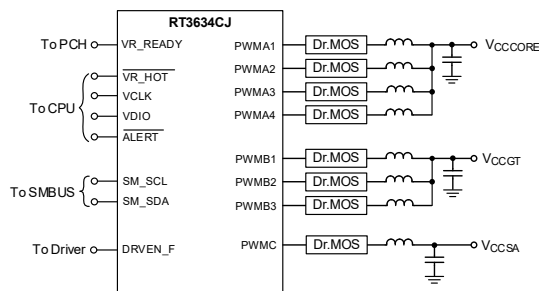 RT3634CJ
To PCH VR_READY
To CPU
VR_HOT
VCLK
VDIO
ALERT
To SMBUS
SM_SCL
SM_SDA
To Driver DRVEN_F
PWMA1 Dr.MOS VCCCORE
PWMA2 Dr.MOS
PWMA3 Dr.MOS
PWMA4 Dr.MOS
PWMB1 Dr.MOS VCCGT
PWMB2 Dr.MOS
PWMB3 Dr.MOS
PWMC Dr.MOS VCCSA